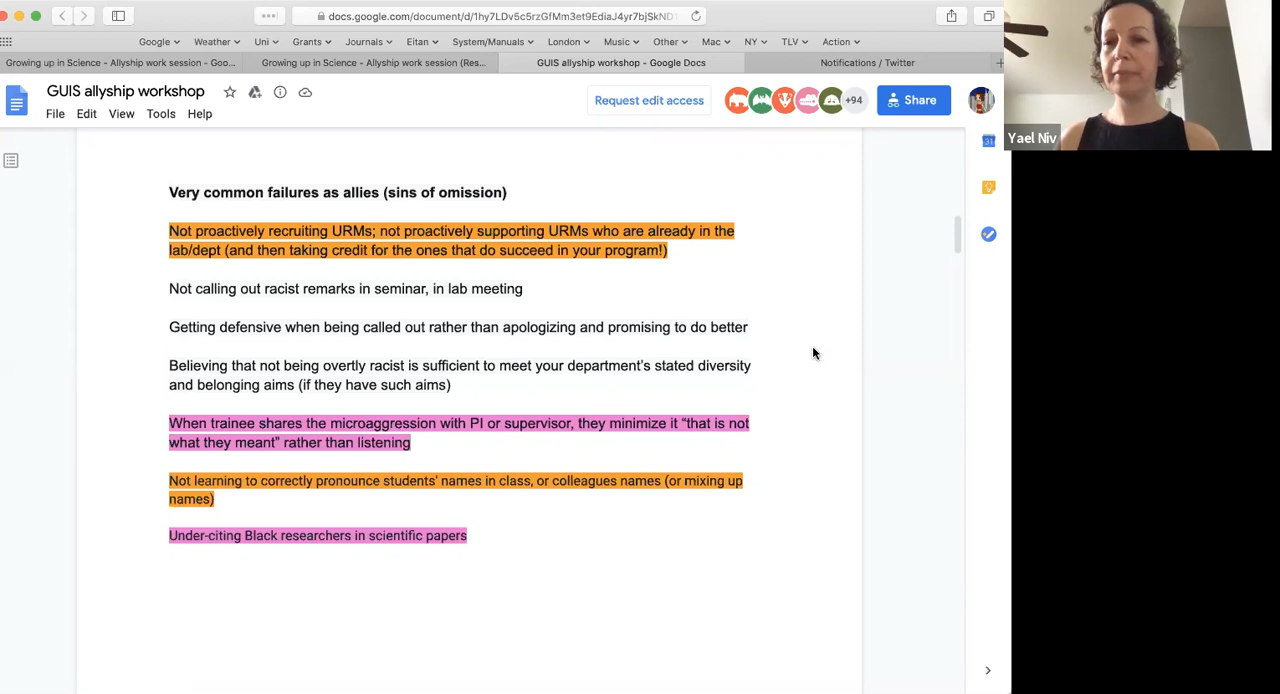 docs.google.com/document/d/1hy7LDv5c5rzGfMm3et9EdiaJ4yr7bjSkND
Google Weather Uni Grants Journals Eitan System/Manuals London Music Other Mac NY TLV Action
Growing up in Science - Allyship work session - Goo...
Growing up in Science - Allyship work session (Res...
GUIS allyship workshop - Google Docs
Notifications / Twitter
GUIS allyship workshop
File Edit View Tools Help
Request edit access
+94
Share
Yael Niv
31
Very common failures as allies (sins of omission)
Not proactively recruiting URMs; not proactively supporting URMs who are already in the
lab/dept (and then taking credit for the ones that do succeed in your program!)
Not calling out racist remarks in seminar, in lab meeting
Getting defensive when being called out rather than apologizing and promising to do better
Believing that not being overtly racist is sufficient to meet your department's stated diversity
and belonging aims (if they have such aims)
When trainee shares the microaggression with PI or supervisor, they minimize it “that is not
what they meant” rather than listening
Not learning to correctly pronounce students' names in class, or colleagues names (or mixing up
names)
Under-citing Black researchers in scientific papers